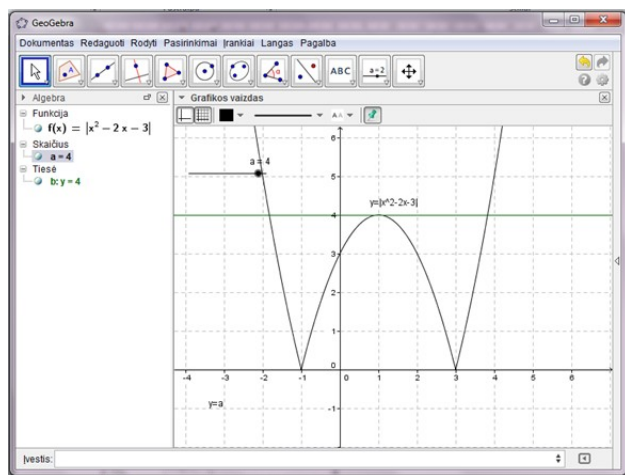 GeoGebra
Dokumentas Redaguoti Rodyti Pasirinkimai Įrankiai Langas Pagalba
ABC
a=2
Algebra
Funkcija
f(x) = |x² − 2 x − 3|
Skaičius
a = 4
Tiesė
b: y = 4
Grafikos vaizdas
AA
a = 4
y=|x^2-2x-3|
6
5
4
3
2
1
0
-1
-4 -3 -2 -1 0 1 2 3 4 5 6
y=a
Įvestis: